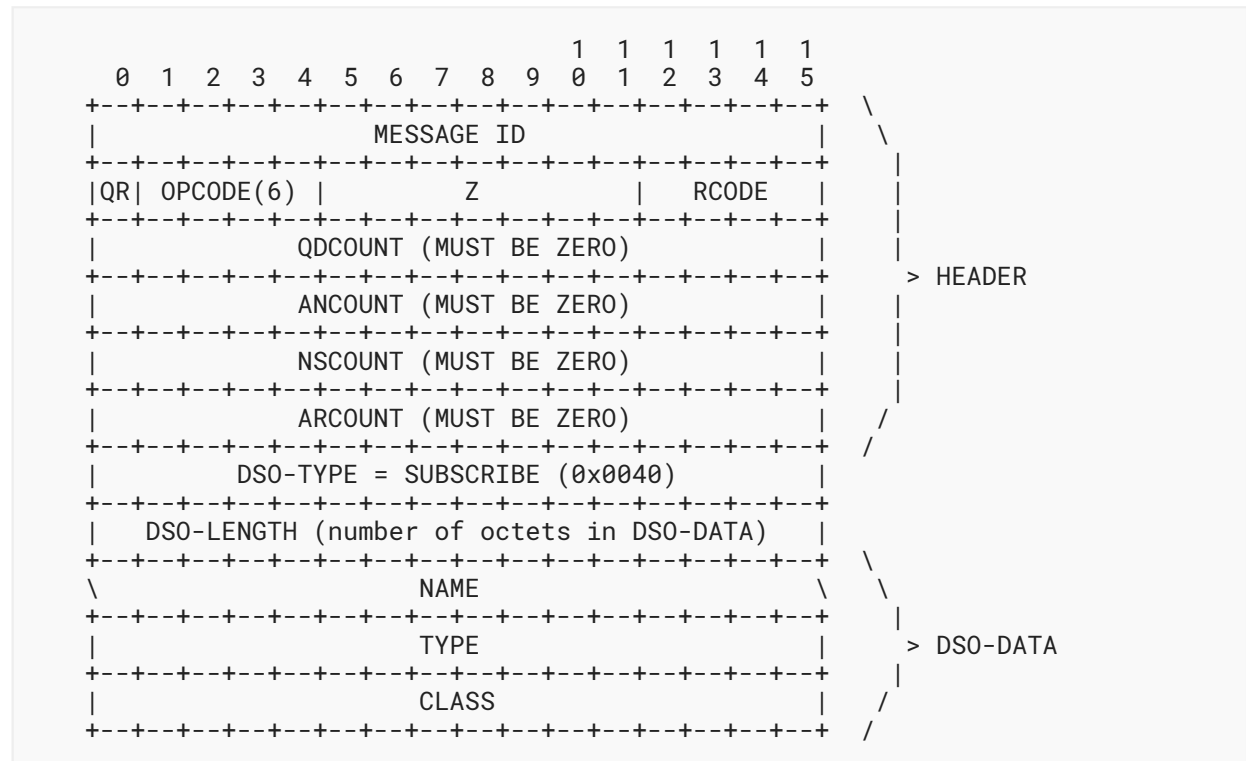 1  1  1  1  1  1
             0  1  2  3  4  5  6  7  8  9  0  1  2  3  4  5
           +--+--+--+--+--+--+--+--+--+--+--+--+--+--+--+--+  \
           |                  MESSAGE ID                   |   \
           +--+--+--+--+--+--+--+--+--+--+--+--+--+--+--+--+    |
           |QR| OPCODE(6) |         Z          |   RCODE   |    |
           +--+--+--+--+--+--+--+--+--+--+--+--+--+--+--+--+    |
           |             QDCOUNT (MUST BE ZERO)            |    |
           +--+--+--+--+--+--+--+--+--+--+--+--+--+--+--+--+     > HEADER
           |             ANCOUNT (MUST BE ZERO)            |    |
           +--+--+--+--+--+--+--+--+--+--+--+--+--+--+--+--+    |
           |             NSCOUNT (MUST BE ZERO)            |    |
           +--+--+--+--+--+--+--+--+--+--+--+--+--+--+--+--+    |
           |             ARCOUNT (MUST BE ZERO)            |   /
           +--+--+--+--+--+--+--+--+--+--+--+--+--+--+--+--+  /
           |         DSO-TYPE = SUBSCRIBE (0x0040)         |
           +--+--+--+--+--+--+--+--+--+--+--+--+--+--+--+--+
           |   DSO-LENGTH (number of octets in DSO-DATA)   |
           +--+--+--+--+--+--+--+--+--+--+--+--+--+--+--+--+  \
           \                     NAME                      \   \
           +--+--+--+--+--+--+--+--+--+--+--+--+--+--+--+--+    |
           |                     TYPE                      |     > DSO-DATA
           +--+--+--+--+--+--+--+--+--+--+--+--+--+--+--+--+    |
           |                     CLASS                     |   /
           +--+--+--+--+--+--+--+--+--+--+--+--+--+--+--+--+  /